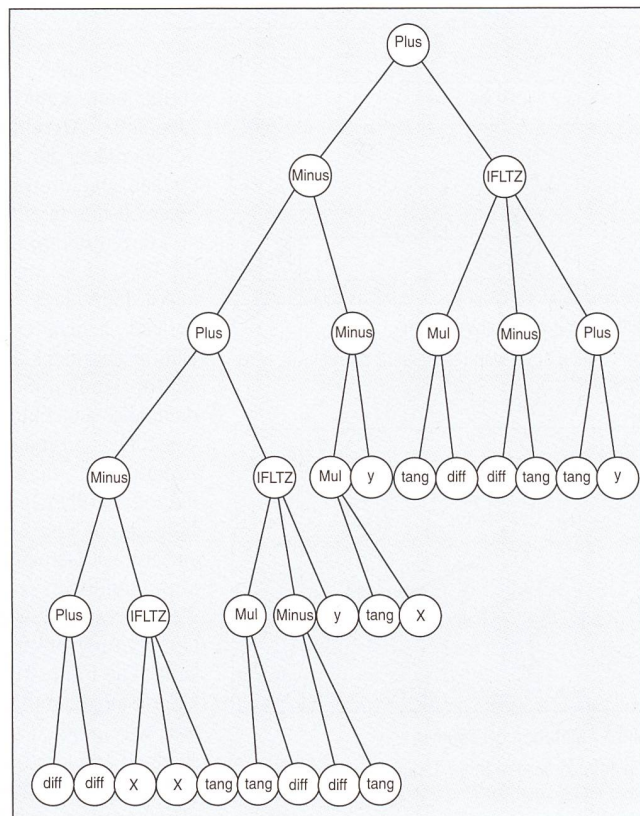 Plus
Minus IFLTZ
Plus Minus Mul Minus Plus
Minus IFLTZ Mul y tang diff diff tang tang y
Plus IFLTZ Mul Minus y tang X
diff diff X X tang tang diff diff tang